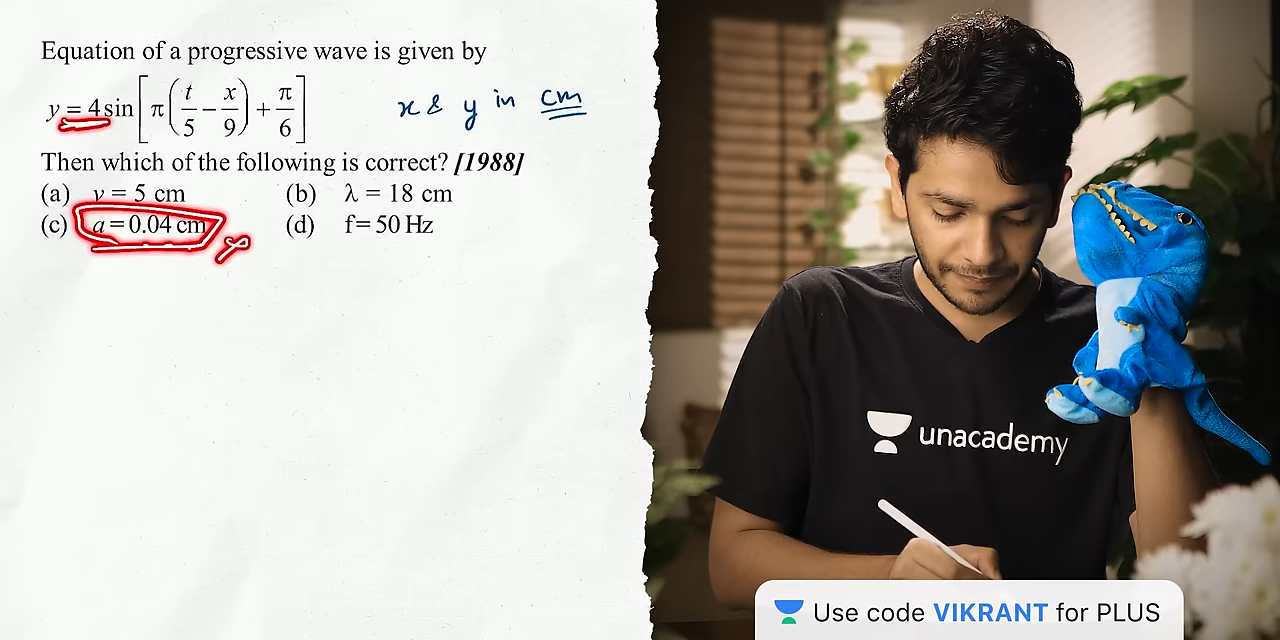 Equation of a progressive wave is given by
y = 4 sin[π(t/5 − x/9) + π/6] x & y in cm
Then which of the following is correct? [1988]
(a) v = 5 cm (b) λ = 18 cm
(c) a = 0.04 cm (d) f = 50 Hz
unacademy
Use code VIKRANT for PLUS